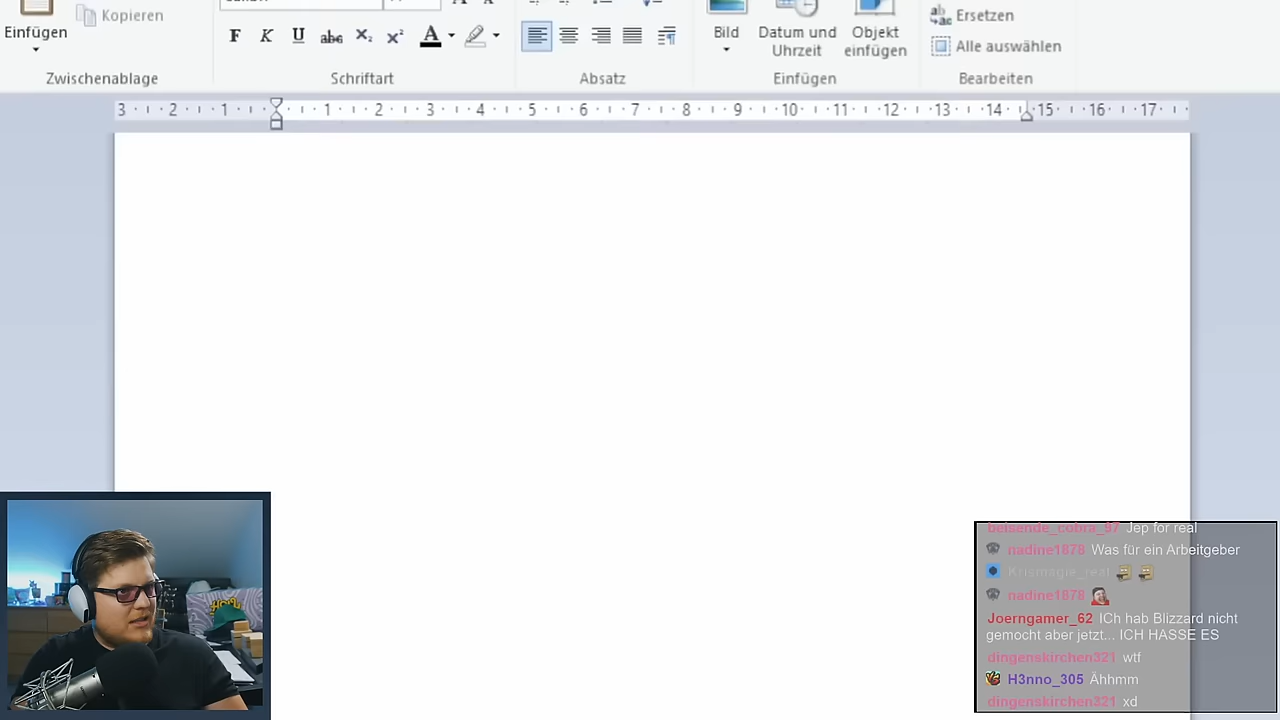 Kopieren
Ersetzen
Einfügen
F K U abc X₂ X² A
Bild
Datum und Uhrzeit
Objekt einfügen
Alle auswählen
Zwischenablage
Schriftart
Absatz
Einfügen
Bearbeiten
3 2 1 1 2 3 4 5 6 7 8 9 10 11 12 13 14 15 16 17
beisende_cobra_97 Jep for real
nadine1878 Was für ein Arbeitgeber
Krismagie_real
nadine1878
Joerngamer_62 ICh hab Blizzard nicht
gemocht aber jetzt... ICH HASSE ES
dingenskirchen321 wtf
H3nno_305 Ähhmm
dingenskirchen321 xd